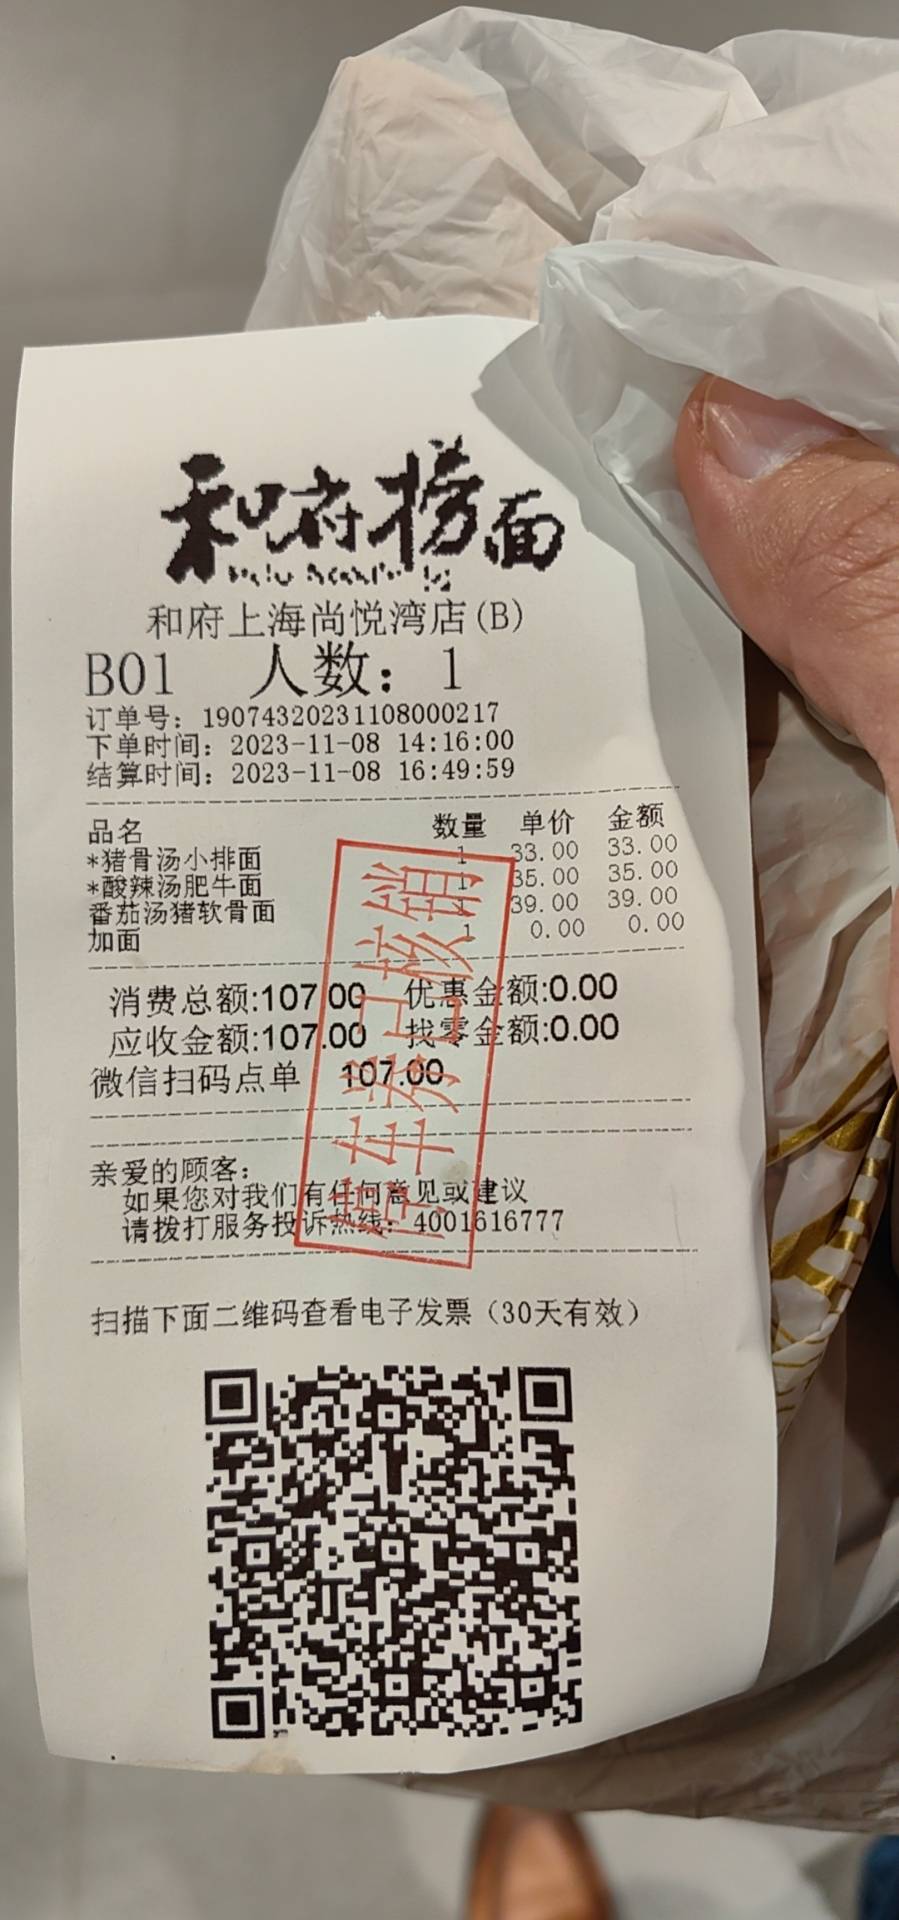 和府捞面
和府上海尚悦湾店(B)
B01 人数: 1
订单号: 19074320231108000217
下单时间: 2023-11-08 14:16:00
结算时间: 2023-11-08 16:49:59
品名 数量 单价 金额
*猪骨汤小排面 1 33.00 33.00
*酸辣汤肥牛面 1 35.00 35.00
番茄汤猪软骨面 1 39.00 39.00
加面 1 0.00 0.00
消费总额:107.00 优惠金额:0.00
应收金额:107.00 找零金额:0.00
微信扫码点单 107.00
亲爱的顾客:
如果您对我们有任何意见或建议
请拨打服务投诉热线: 4001616777
停车券已核销
扫描下面二维码查看电子发票（30天有效）